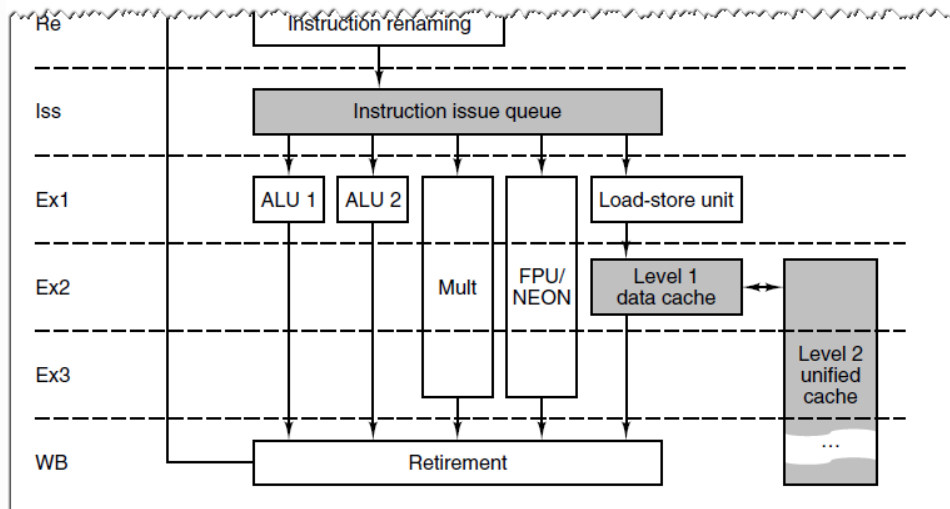 Re
Instruction renaming
Iss
Instruction issue queue
Ex1
ALU 1
ALU 2
Load-store unit
Ex2
Mult
FPU/
NEON
Level 1
data cache
Ex3
Level 2
unified
cache
WB
Retirement
...